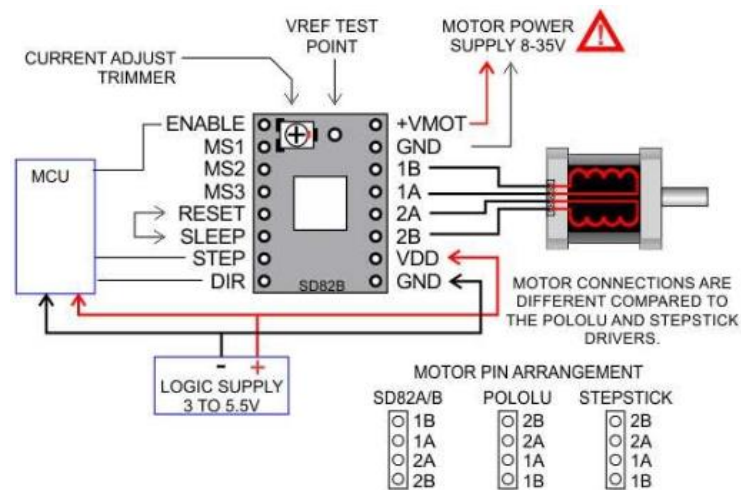 VREF TEST
POINT
MOTOR POWER
SUPPLY 8-35V
CURRENT ADJUST
TRIMMER
ENABLE
MS1
MS2
MS3
RESET
SLEEP
STEP
DIR
MCU
SD82B
+VMOT
GND
1B
1A
2A
2B
VDD
GND
MOTOR CONNECTIONS ARE
DIFFERENT COMPARED TO
THE POLOLU AND STEPSTICK
DRIVERS.
- +
LOGIC SUPPLY
3 TO 5.5V
MOTOR PIN ARRANGEMENT
SD82A/B POLOLU STEPSTICK
1B 2B 2B
1A 2A 2A
2A 1A 1A
2B 1B 1B